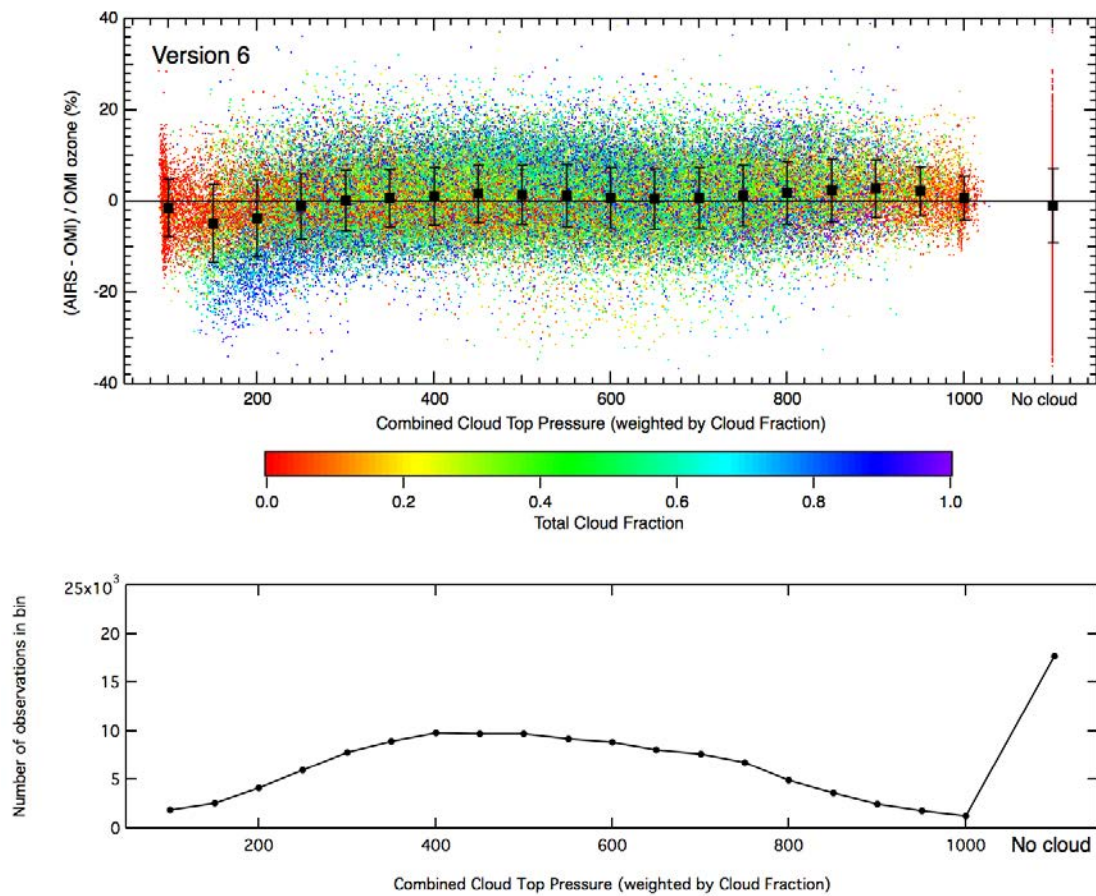 Version 6
(AIRS - OMI) / OMI ozone (%)
40
20
0
-20
-40
200 400 600 800 1000 No cloud
Combined Cloud Top Pressure (weighted by Cloud Fraction)
0.0 0.2 0.4 0.6 0.8 1.0
Total Cloud Fraction
Number of observations in bin
25x10³
20
15
10
5
0
200 400 600 800 1000 No cloud
Combined Cloud Top Pressure (weighted by Cloud Fraction)